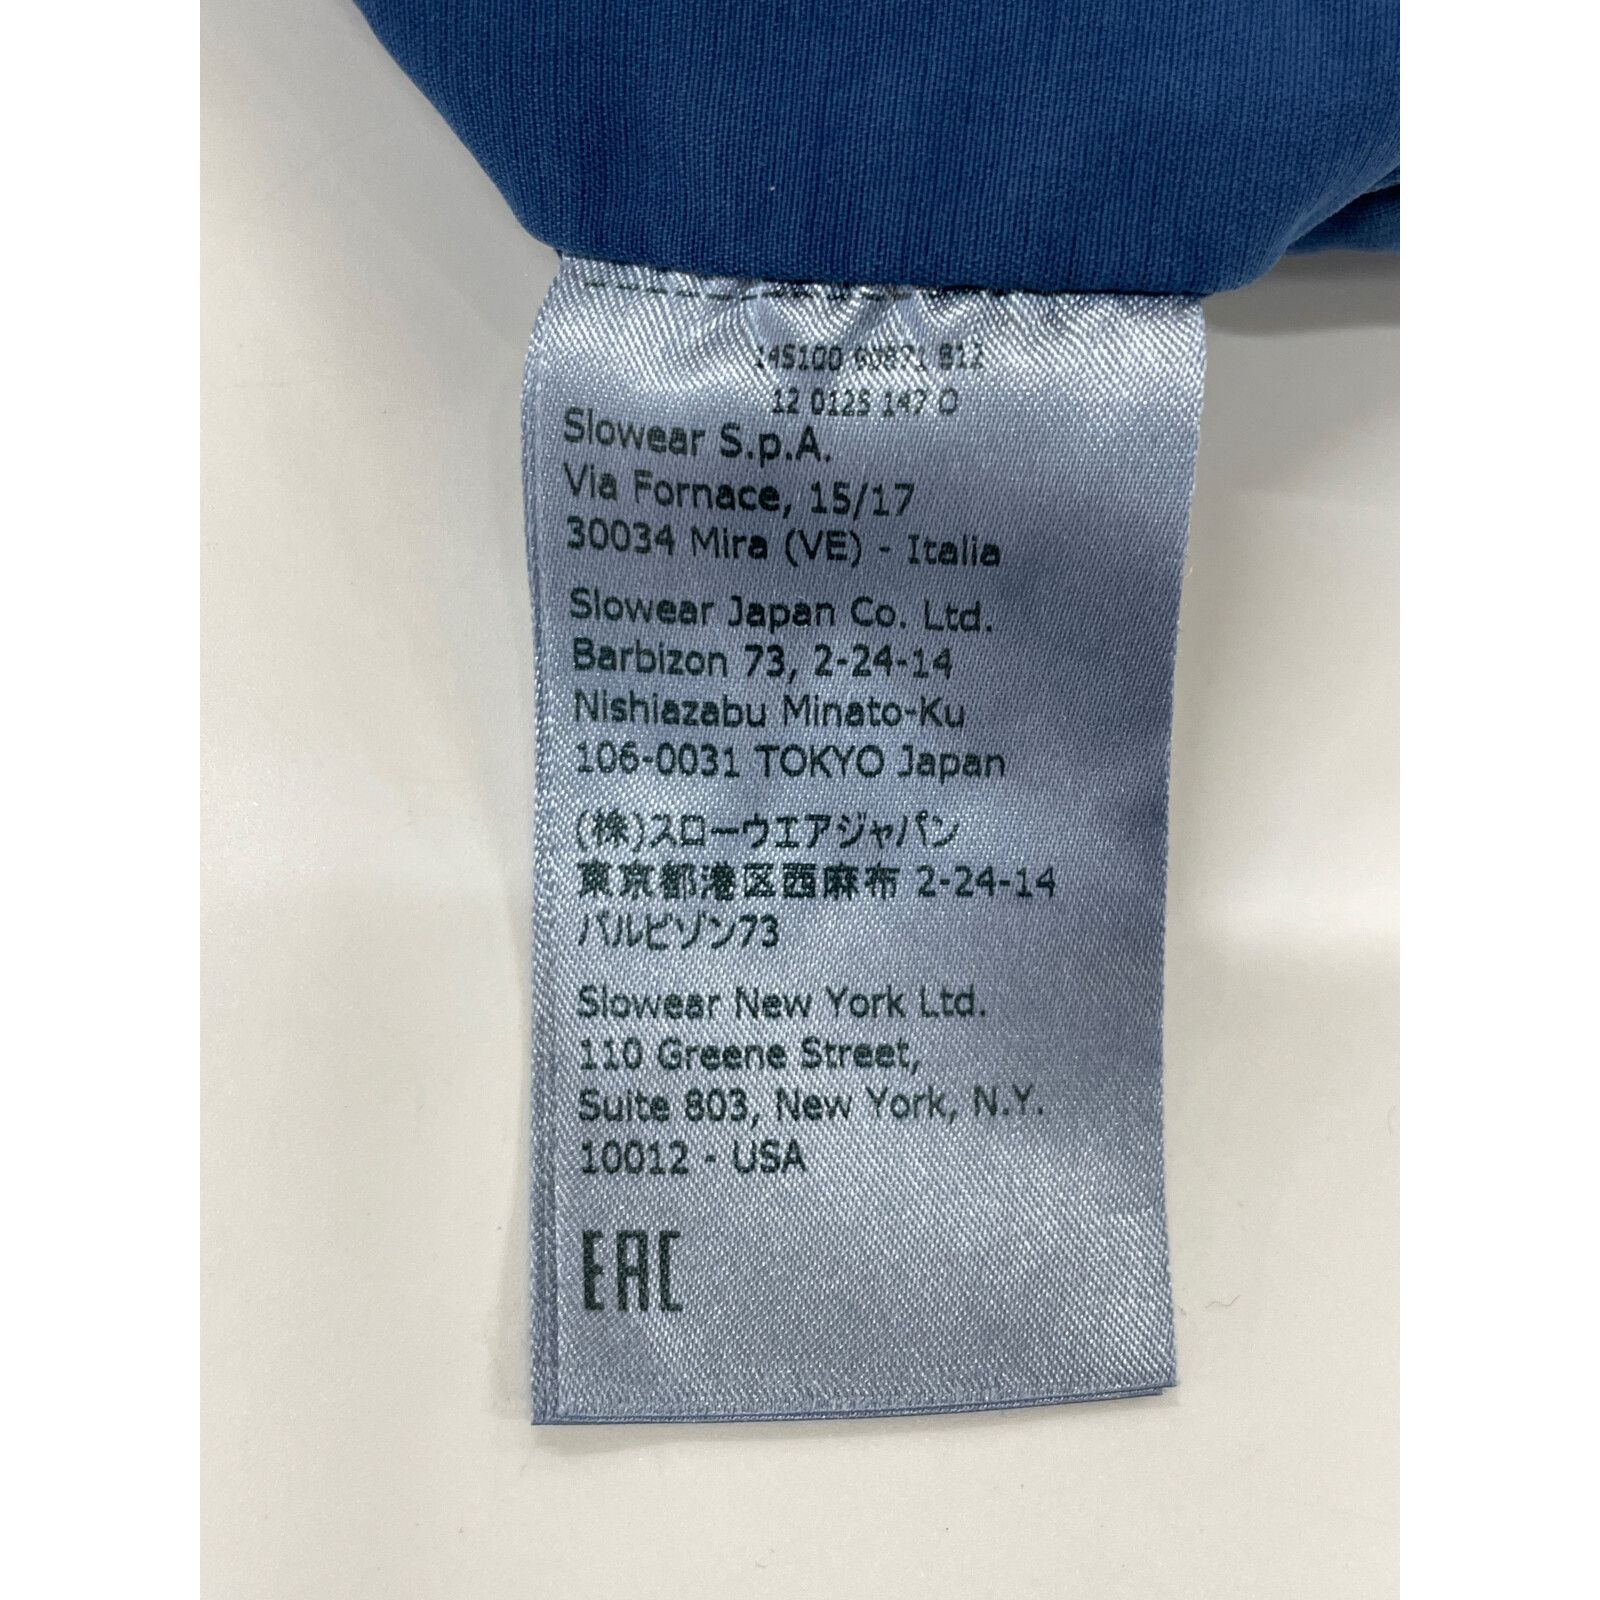 812
12 0125 147 O
Slowear S.p.A.
Via Fornace, 15/17
30034 Mira (VE) - Italia
Slowear Japan Co. Ltd.
Barbizon 73, 2-24-14
Nishiazabu Minato-Ku
106-0031 TOKYO Japan
(株)スローウエアジャパン
東京都港区西麻布 2-24-14
バルビゾン73
Slowear New York Ltd.
110 Greene Street,
Suite 803, New York, N.Y.
10012 - USA
EAC